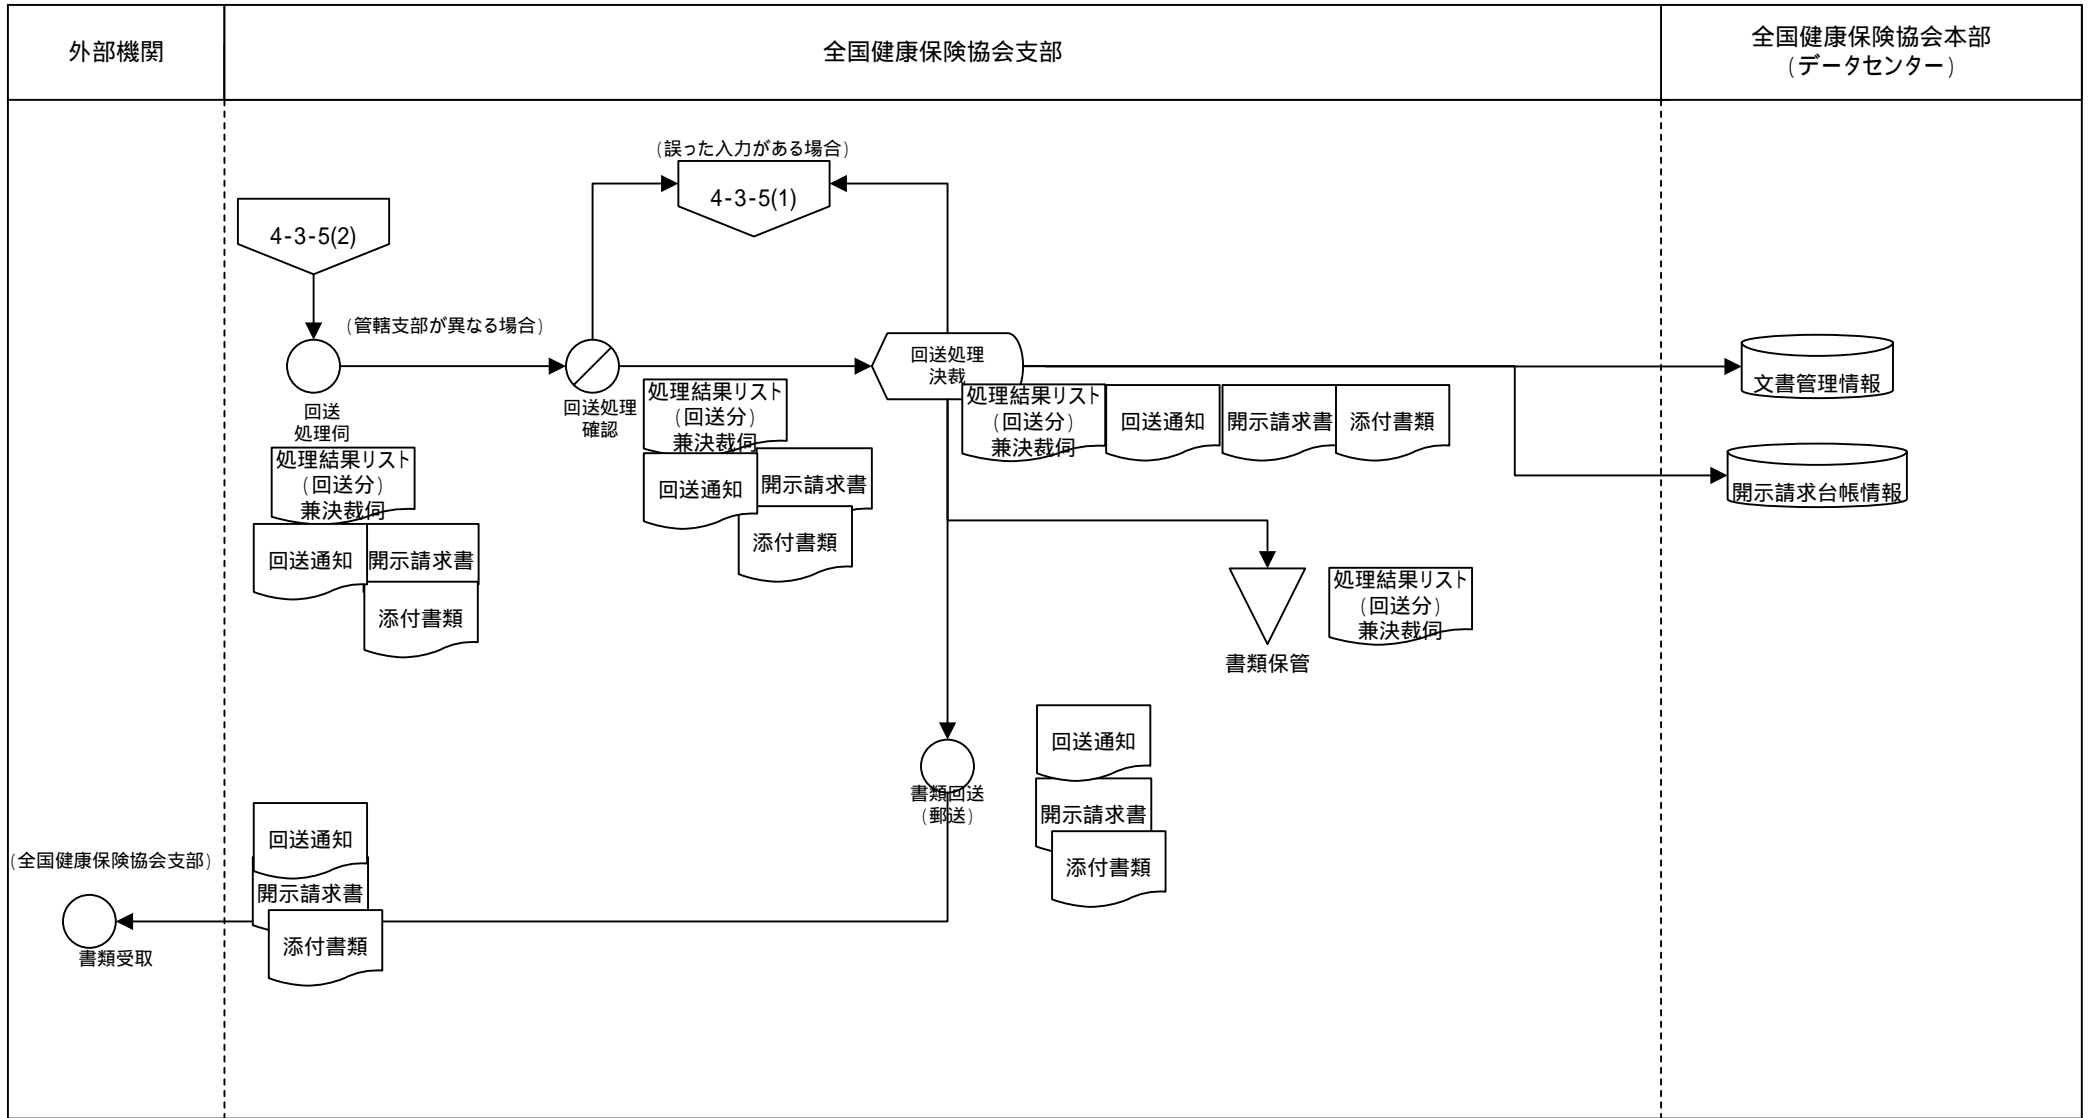 外部機関
全国健康保険協会支部
全国健康保険協会本部
(データセンター)
(誤った入力がある場合)
4-3-5(1)
4-3-5(2)
(管轄支部が異なる場合)
回送
処理伺
処理結果リスト
(回送分)
兼決裁伺
回送通知
開示請求書
添付書類
回送処理
確認
処理結果リスト
(回送分)
兼決裁伺
回送通知
開示請求書
添付書類
回送処理
決裁
処理結果リスト
(回送分)
兼決裁伺
回送通知
開示請求書
添付書類
文書管理情報
開示請求台帳情報
処理結果リスト
(回送分)
兼決裁伺
書類保管
回送通知
開示請求書
添付書類
書類回送
(郵送)
回送通知
開示請求書
添付書類
(全国健康保険協会支部)
書類受取